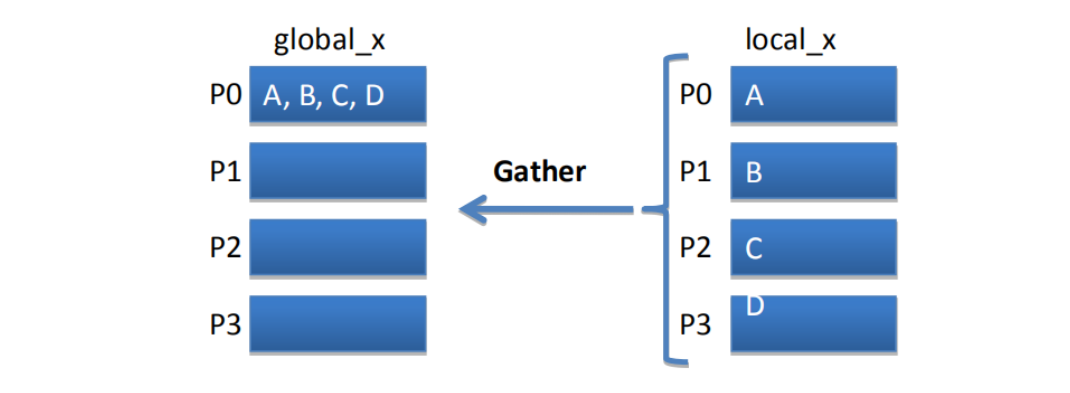 global_x
local_x
P0 A, B, C, D
P0 A
P1
Gather
P1 B
P2
P2 C
P3
P3 D